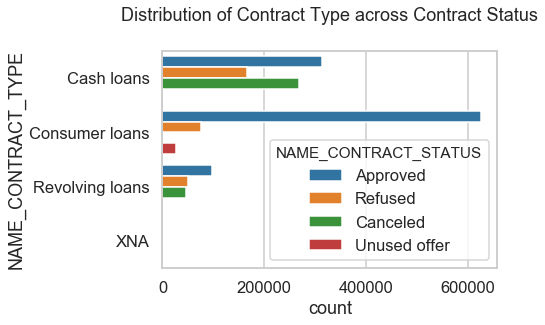 Distribution of Contract Type across Contract Status
NAME_CONTRACT_TYPE
Cash loans
Consumer loans
Revolving loans
XNA
NAME_CONTRACT_STATUS
Approved
Refused
Canceled
Unused offer
0 200000 400000 600000
count